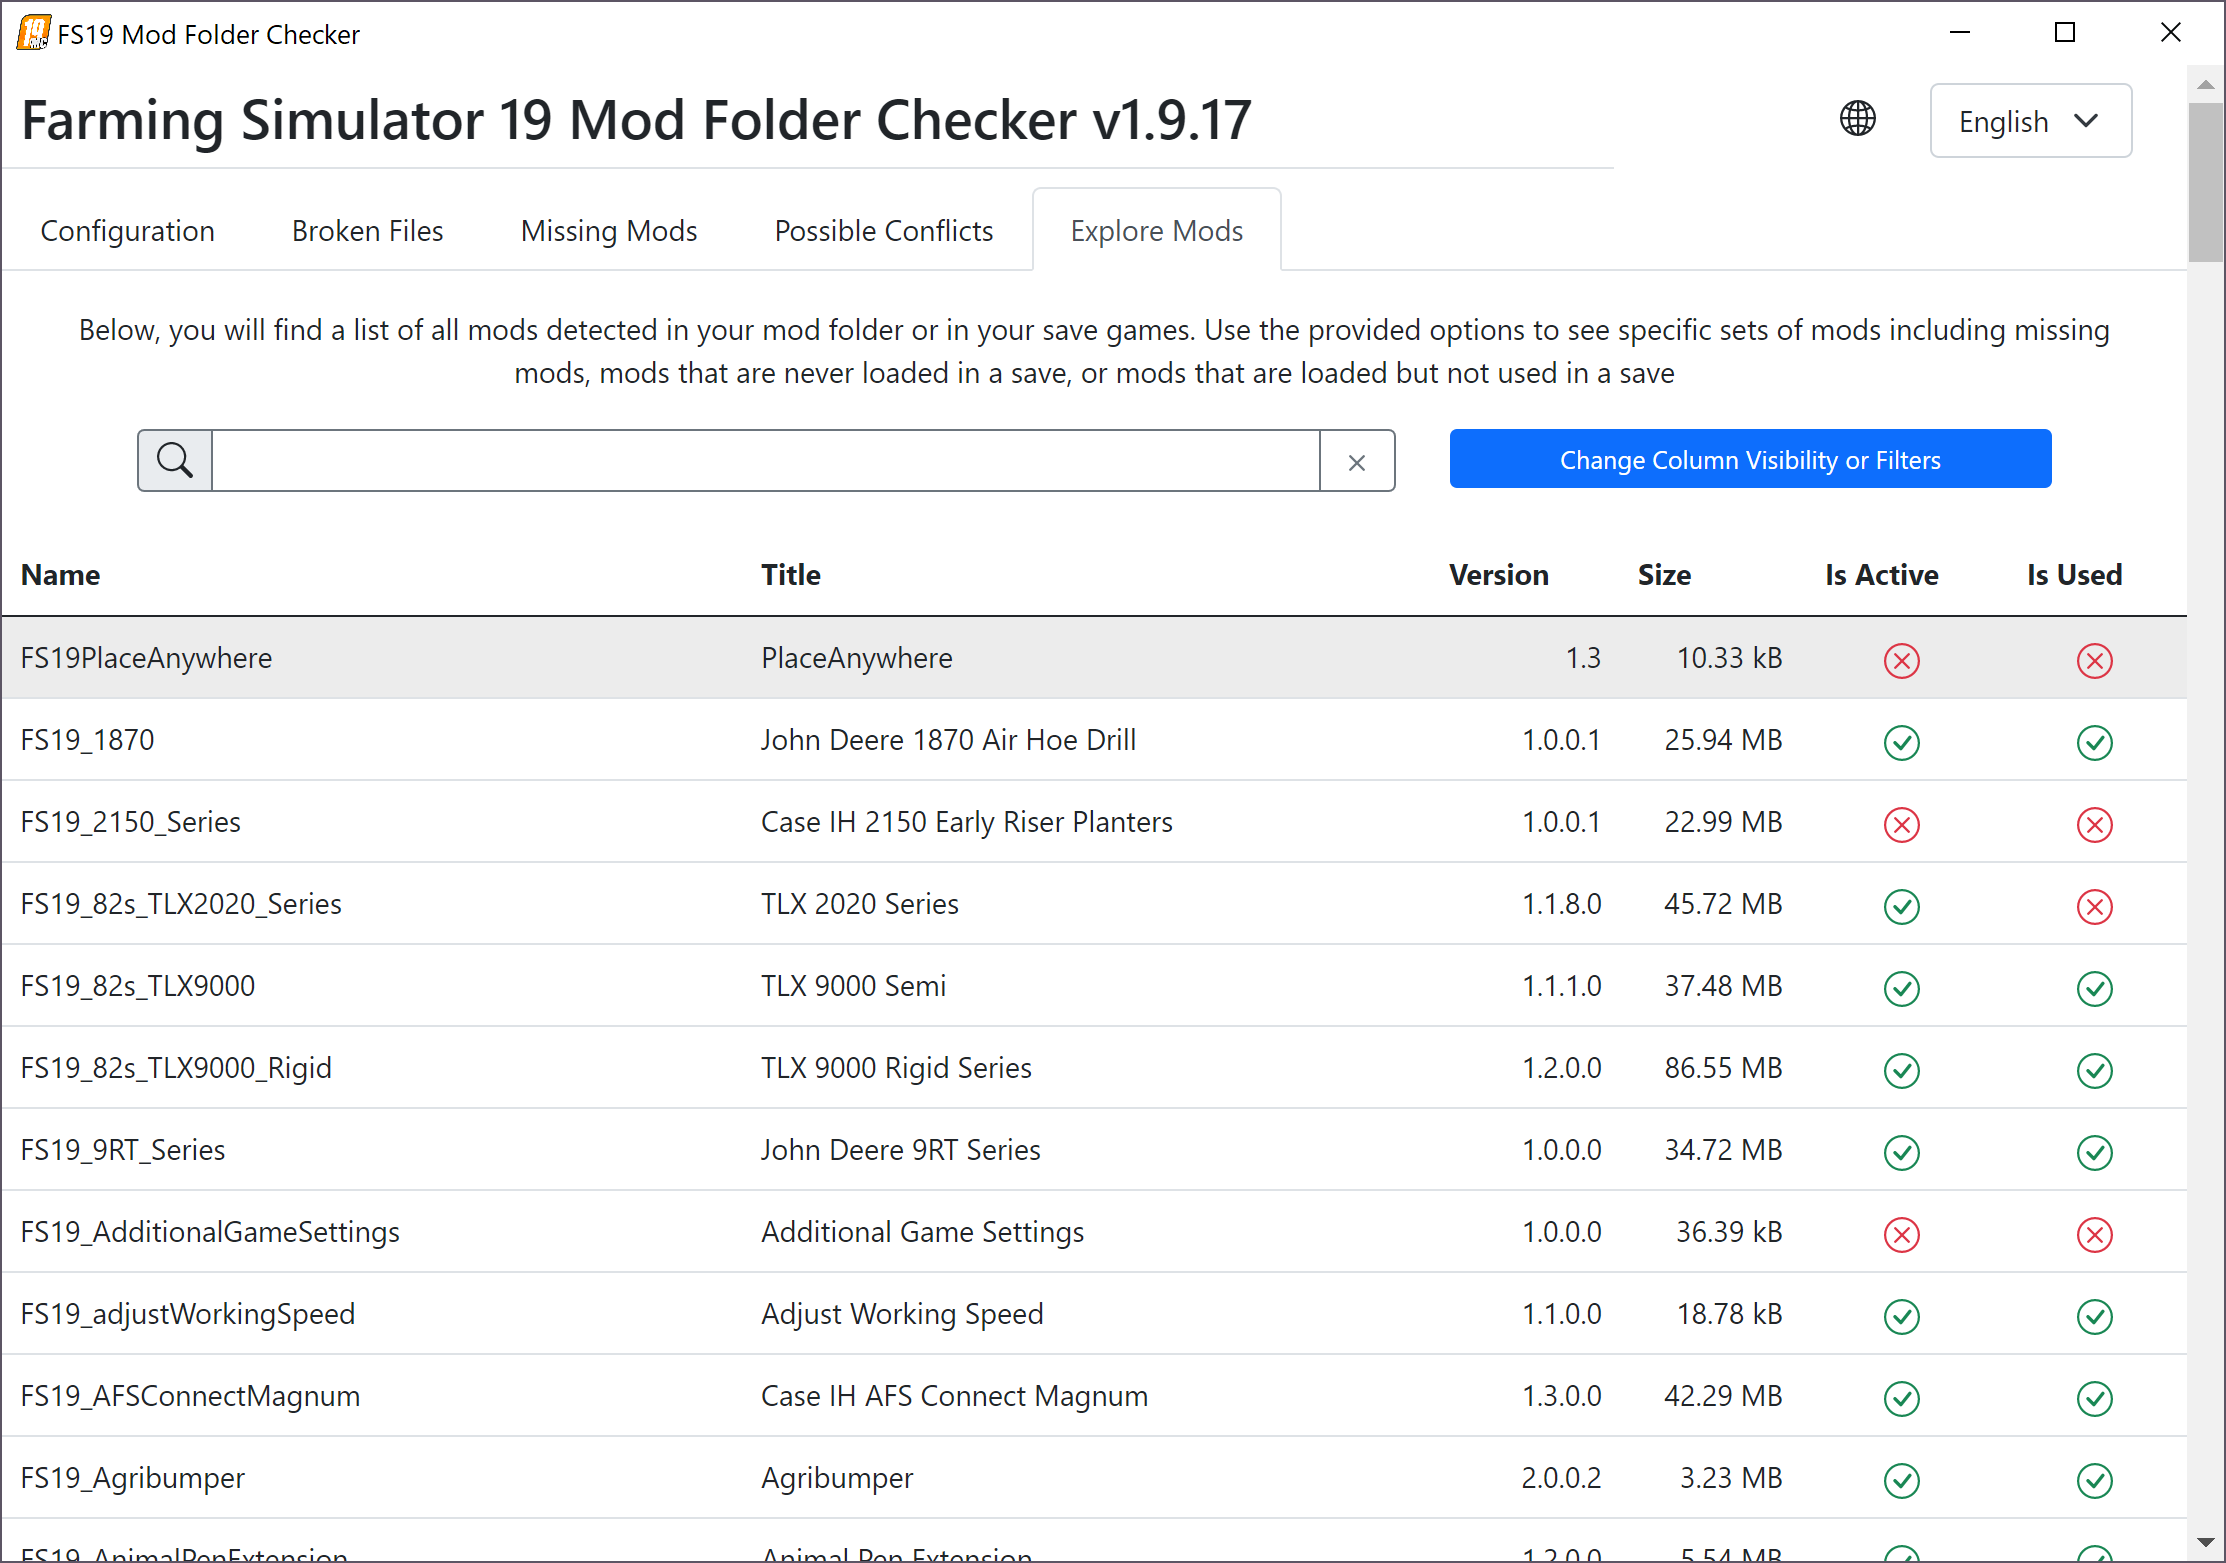 FS19 Mod Folder Checker
Farming Simulator 19 Mod Folder Checker v1.9.17
English
Configuration Broken Files Missing Mods Possible Conflicts Explore Mods
Below, you will find a list of all mods detected in your mod folder or in your save games. Use the provided options to see specific sets of mods including missing
mods, mods that are never loaded in a save, or mods that are loaded but not used in a save
Change Column Visibility or Filters
Name Title Version Size Is Active Is Used
FS19PlaceAnywhere PlaceAnywhere 1.3 10.33 kB
FS19_1870 John Deere 1870 Air Hoe Drill 1.0.0.1 25.94 MB
FS19_2150_Series Case IH 2150 Early Riser Planters 1.0.0.1 22.99 MB
FS19_82s_TLX2020_Series TLX 2020 Series 1.1.8.0 45.72 MB
FS19_82s_TLX9000 TLX 9000 Semi 1.1.1.0 37.48 MB
FS19_82s_TLX9000_Rigid TLX 9000 Rigid Series 1.2.0.0 86.55 MB
FS19_9RT_Series John Deere 9RT Series 1.0.0.0 34.72 MB
FS19_AdditionalGameSettings Additional Game Settings 1.0.0.0 36.39 kB
FS19_adjustWorkingSpeed Adjust Working Speed 1.1.0.0 18.78 kB
FS19_AFSConnectMagnum Case IH AFS Connect Magnum 1.3.0.0 42.29 MB
FS19_Agribumper Agribumper 2.0.0.2 3.23 MB
FS19_AnimalPenExtension Animal Pen Extension 1.2.0.0 5.54 MB